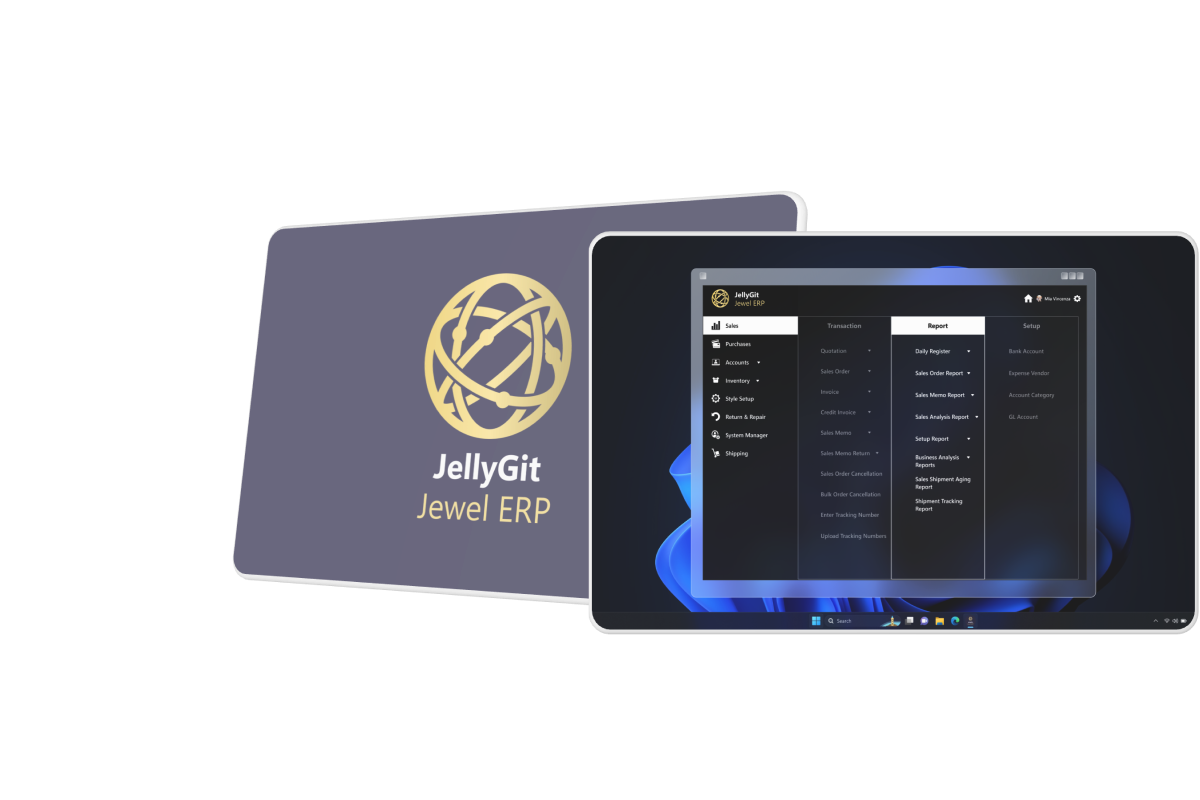 JellyGit
Jewel ERP
JellyGit
Jewel ERP
Mia Vincenza
Sales
Purchases
Accounts
Inventory
Style Setup
Return & Repair
System Manager
Shipping
Transaction
Quotation
Sales Order
Invoice
Credit Invoice
Sales Memo
Sales Memo Return
Sales Order Cancellation
Bulk Order Cancellation
Enter Tracking Number
Upload Tracking Numbers
Report
Daily Register
Sales Order Report
Sales Memo Report
Sales Analysis Report
Setup Report
Business Analysis
Reports
Sales Shipment Aging
Report
Shipment Tracking
Report
Setup
Bank Account
Expense Vendor
Account Category
GL Account
Search